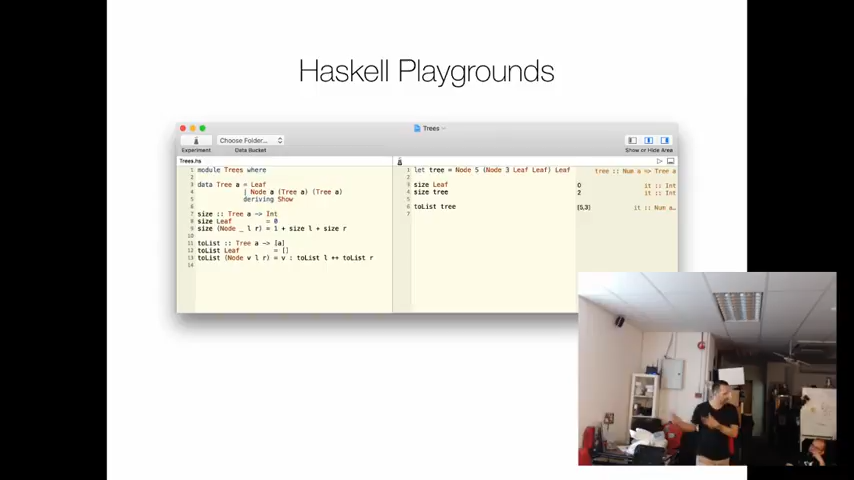 Haskell Playgrounds
Trees
Choose Folder...
Experiment
Data Bucket
Show or Hide Area
Trees.hs
1 module Trees where
2
3 data Tree a = Leaf
4 | Node a (Tree a) (Tree a)
5 deriving Show
6
7 size :: Tree a -> Int
8 size Leaf = 0
9 size (Node _ l r) = 1 + size l + size r
10
11 toList :: Tree a -> [a]
12 toList Leaf = []
13 toList (Node v l r) = v : toList l ++ toList r
14
1 let tree = Node 5 (Node 3 Leaf Leaf) Leaf
2
3 size Leaf
4 size tree
5
6 toList tree
7
tree :: Num a => Tree a
0 it :: Int
2 it :: Int
[5,3] it :: Num a…